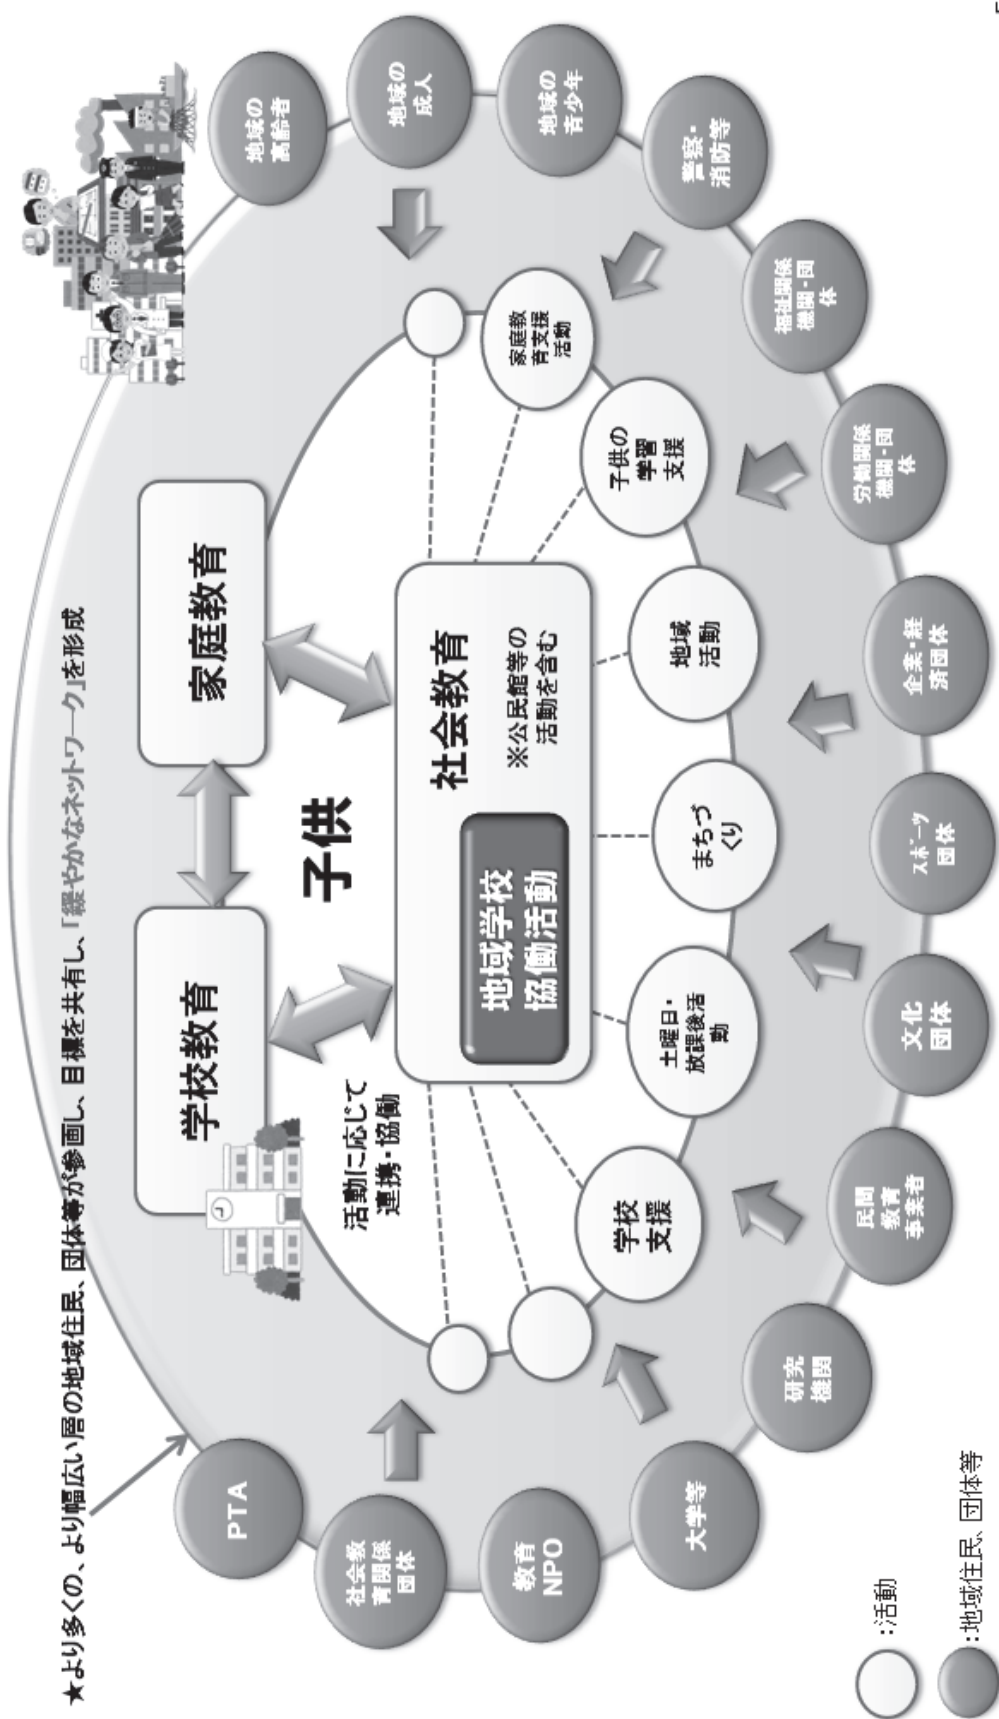 ★より多くの、より幅広い層の地域住民、団体等が参画し、目標を共有し、「緩やかなネットワーク」を形成
学校教育
家庭教育
子供
活動に応じて
連携・協働
社会教育
※公民館等の
活動を含む
地域学校
協働活動
学校
支援
土曜日・
放課後活
動
まちづ
くり
地域
活動
子供の
学習
支援
家庭教
育支援
活動
PTA
社会教
育関係
団体
教育
NPO
大学等
研究
機関
民間
教育
事業者
文化
団体
スポーツ
団体
企業・経
済団体
労働関係
機関・団
体
福祉関係
機関・団
体
警察・
消防等
地域の
青少年
地域の
成人
地域の
高齢者
:活動
:地域住民、団体等